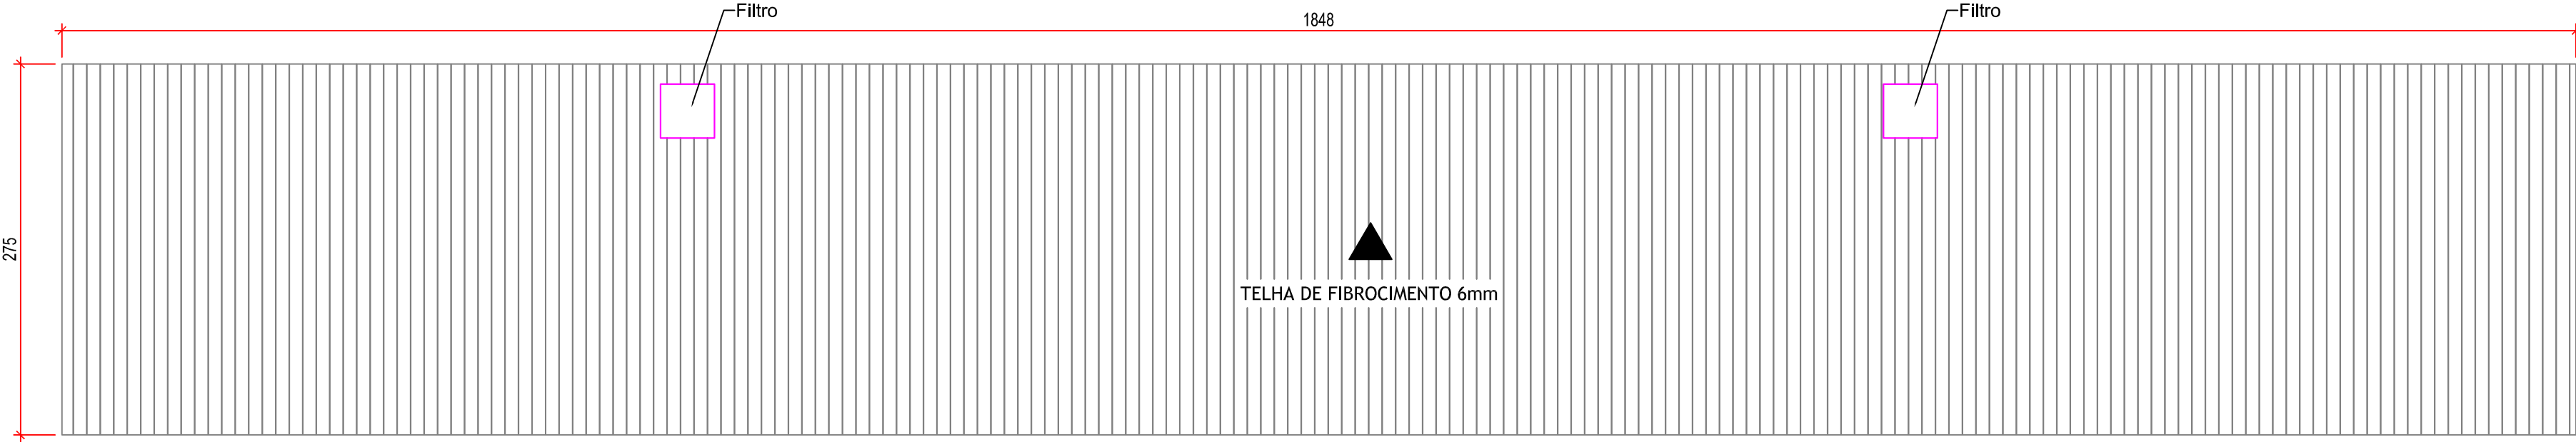 Filtro
1848
Filtro
275
TELHA DE FIBROCIMENTO 6mm